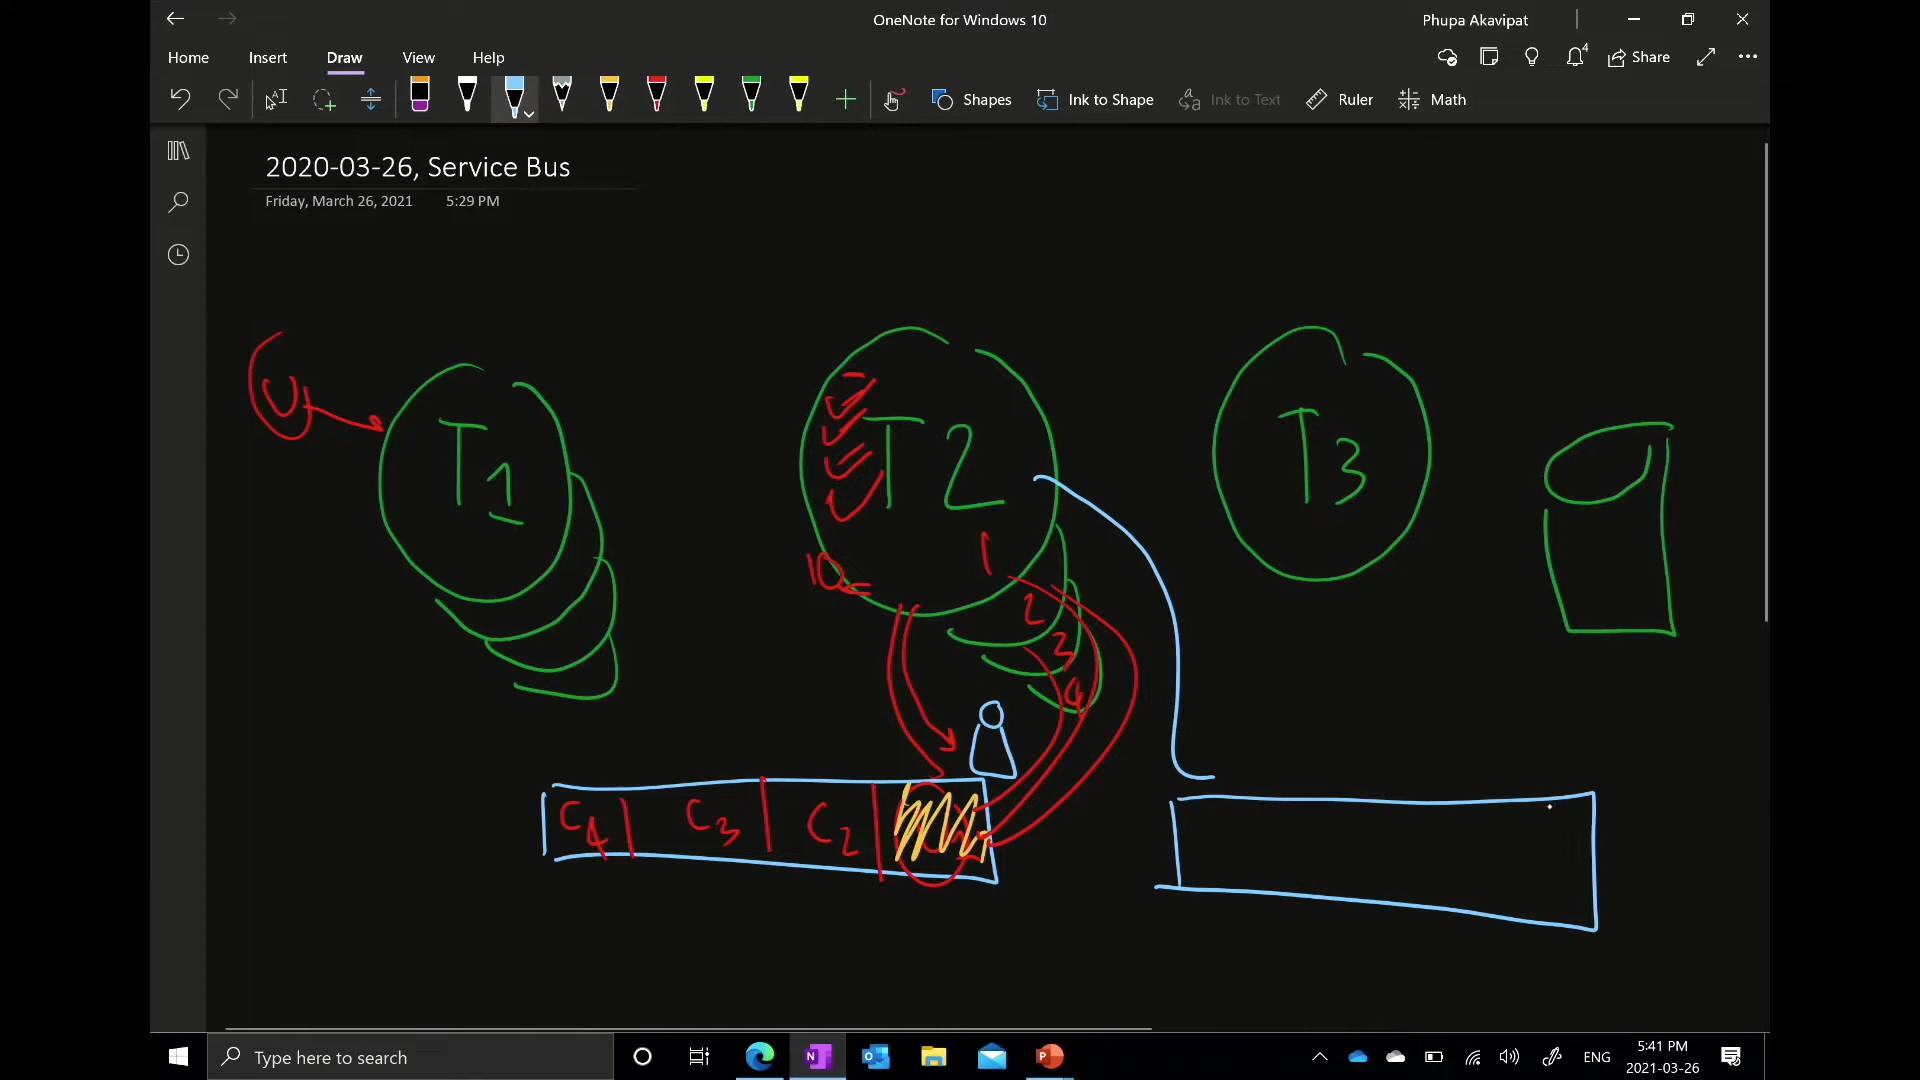 OneNote for Windows 10
Phupa Akavipat
Home Insert Draw View Help
4
Share
Shapes
Ink to Shape
Ink to Text
Ruler
Math
2020-03-26, Service Bus
Friday, March 26, 2021 5:29 PM
U
T1
T2
T3
10
1
2
3
4
C4 C3 C2
Type here to search
ENG
5:41 PM
2021-03-26